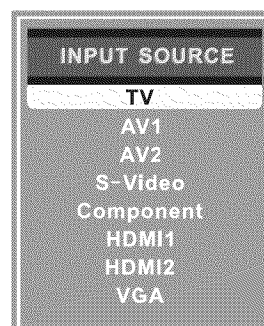 INPUT SOURCE
TV
AV1
AV2
S-Video
Component
HDMI1
HDMI2
VGA